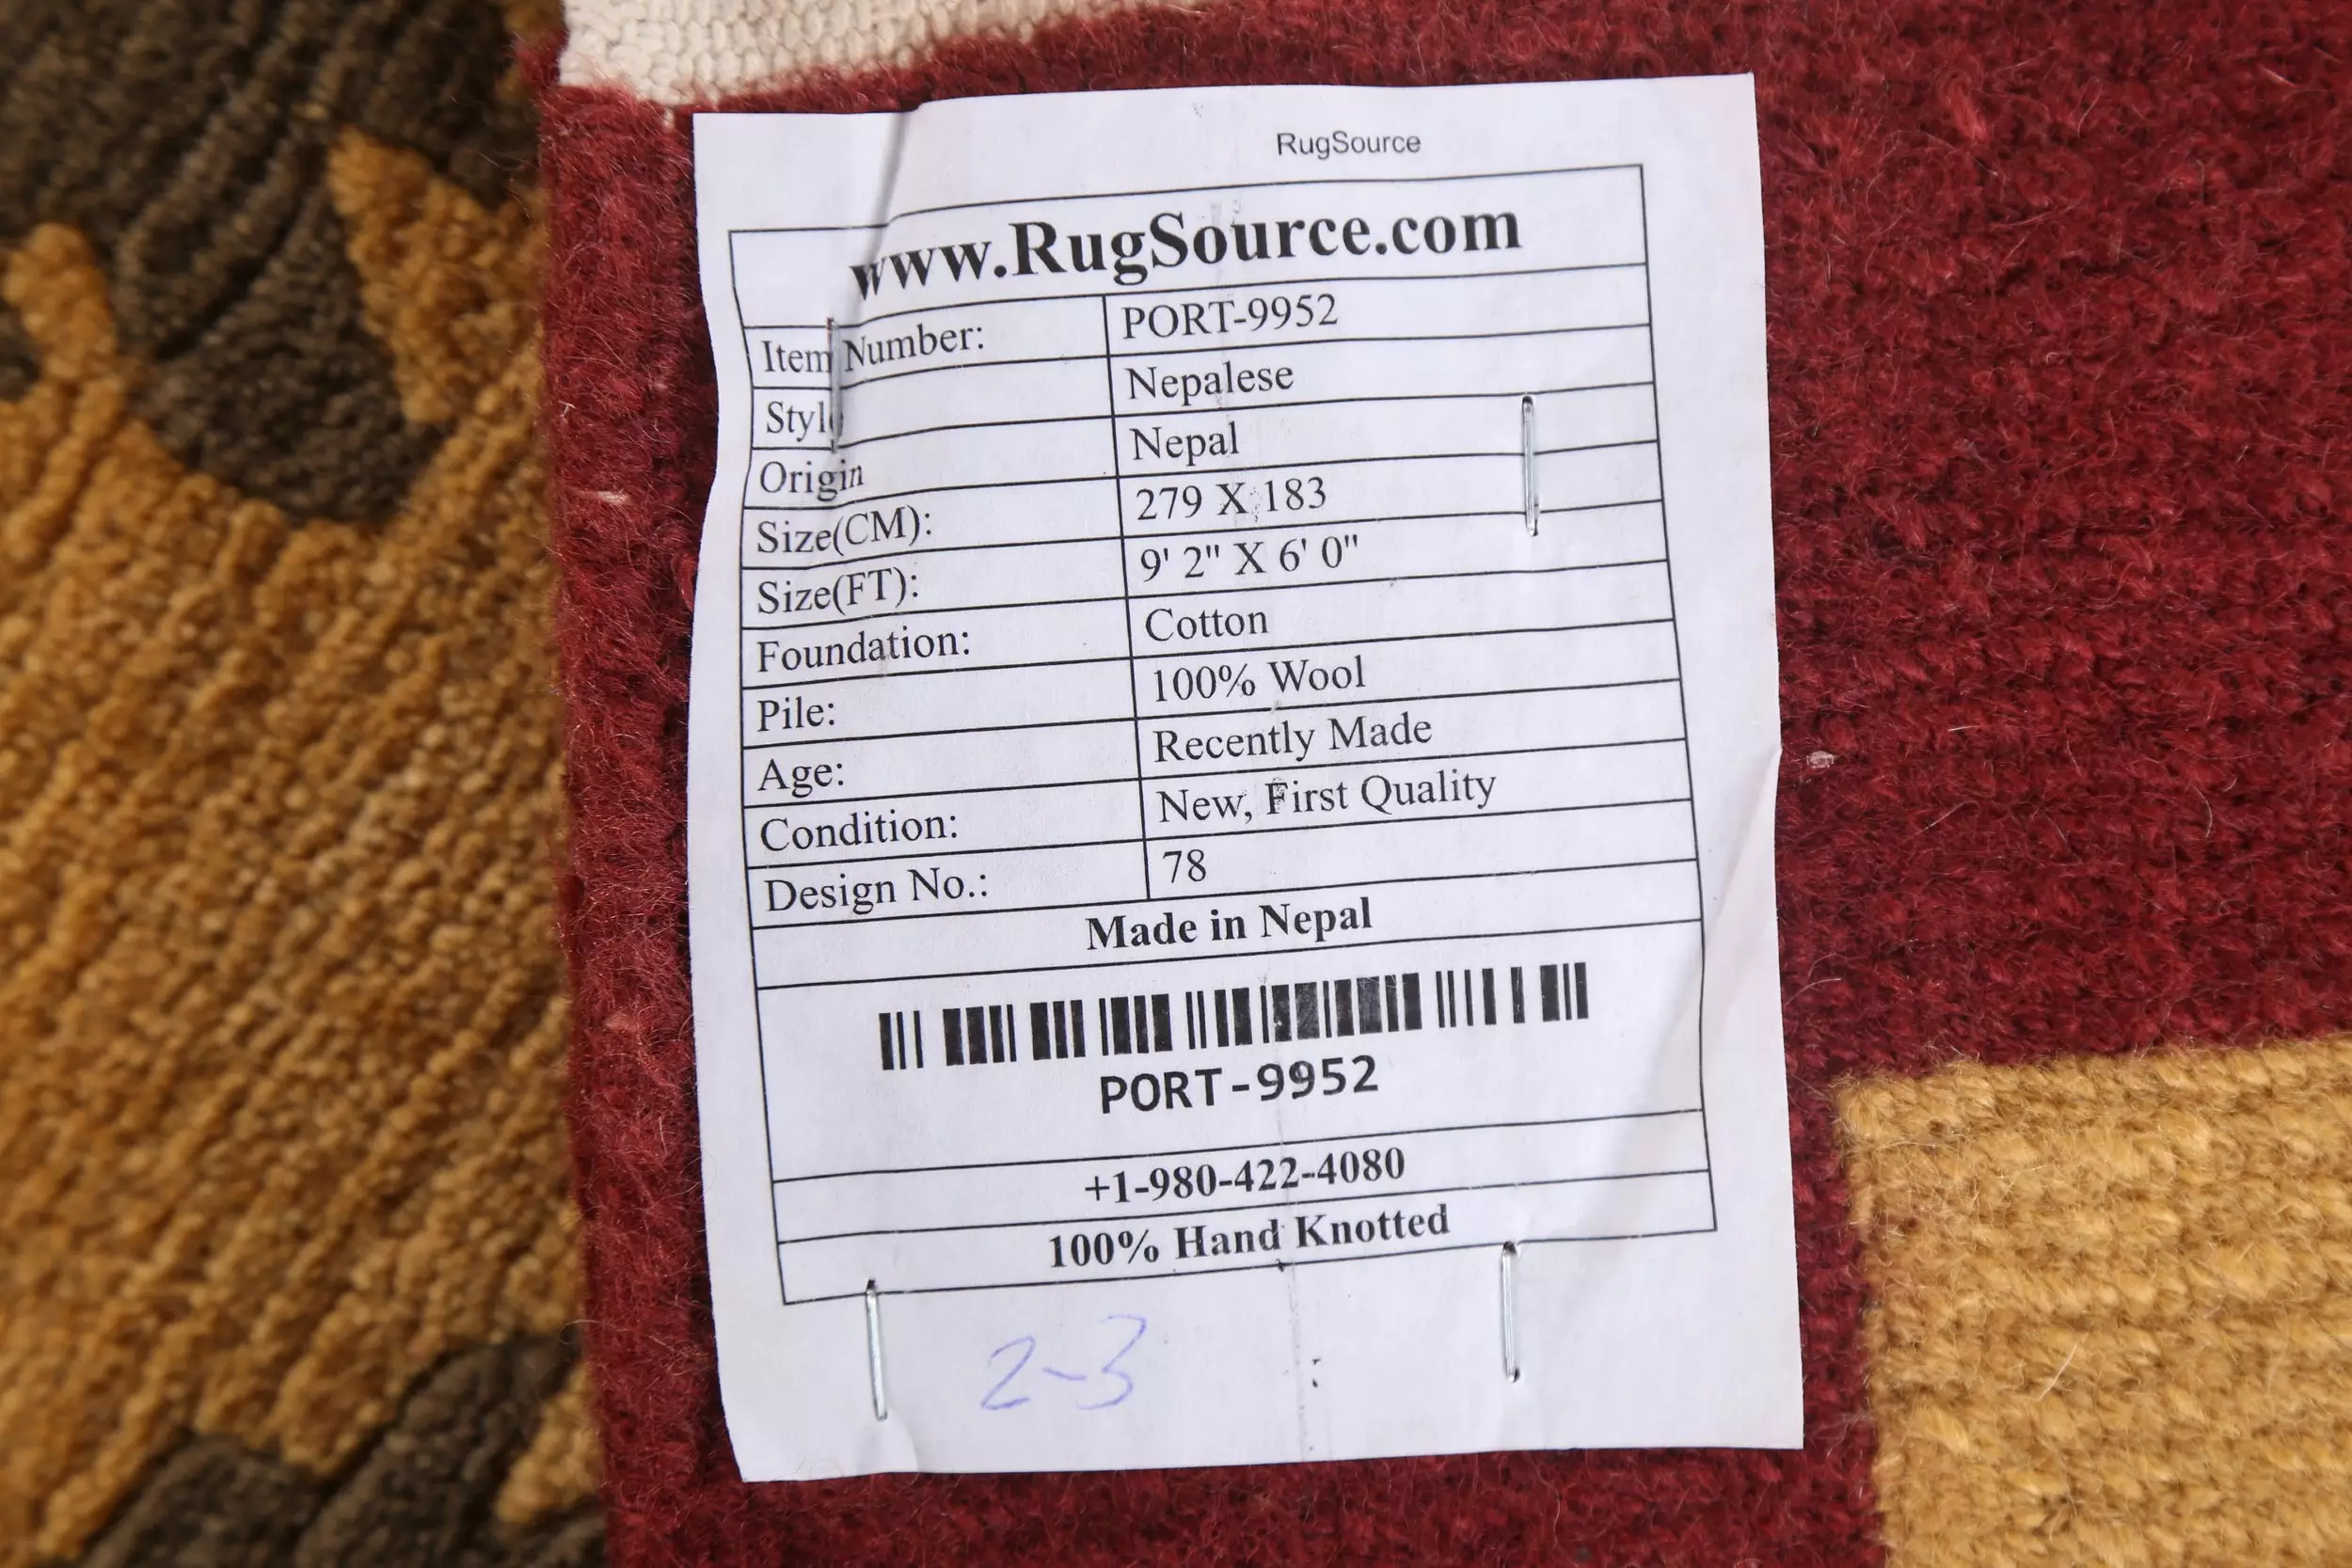 RugSource
www.RugSource.com
Item Number: PORT-9952
Style Nepalese
Origin Nepal
Size(CM): 279 X 183
Size(FT): 9' 2" X 6' 0"
Foundation: Cotton
Pile: 100% Wool
Age: Recently Made
Condition: New, First Quality
Design No.: 78
Made in Nepal
PORT-9952
+1-980-422-4080
100% Hand Knotted
2-3